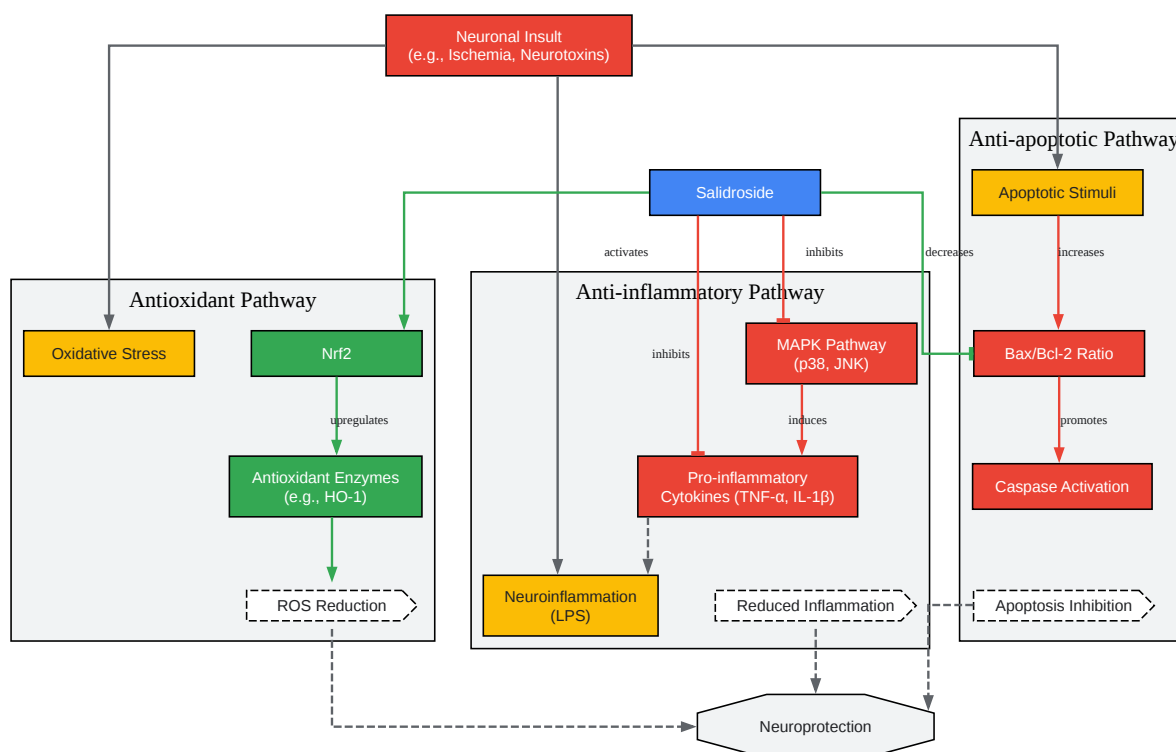 Neuronal Insult
(e.g., Ischemia, Neurotoxins)
Anti-apoptotic Pathway
Salidroside
Apoptotic Stimuli
activates
inhibits
decreases
increases
Antioxidant Pathway
Anti-inflammatory Pathway
Oxidative Stress
Nrf2
inhibits
MAPK Pathway
(p38, JNK)
Bax/Bcl-2 Ratio
upregulates
induces
promotes
Antioxidant Enzymes
(e.g., HO-1)
Pro-inflammatory
Cytokines (TNF-α, IL-1β)
Caspase Activation
ROS Reduction
Neuroinflammation
(LPS)
Reduced Inflammation
Apoptosis Inhibition
Neuroprotection